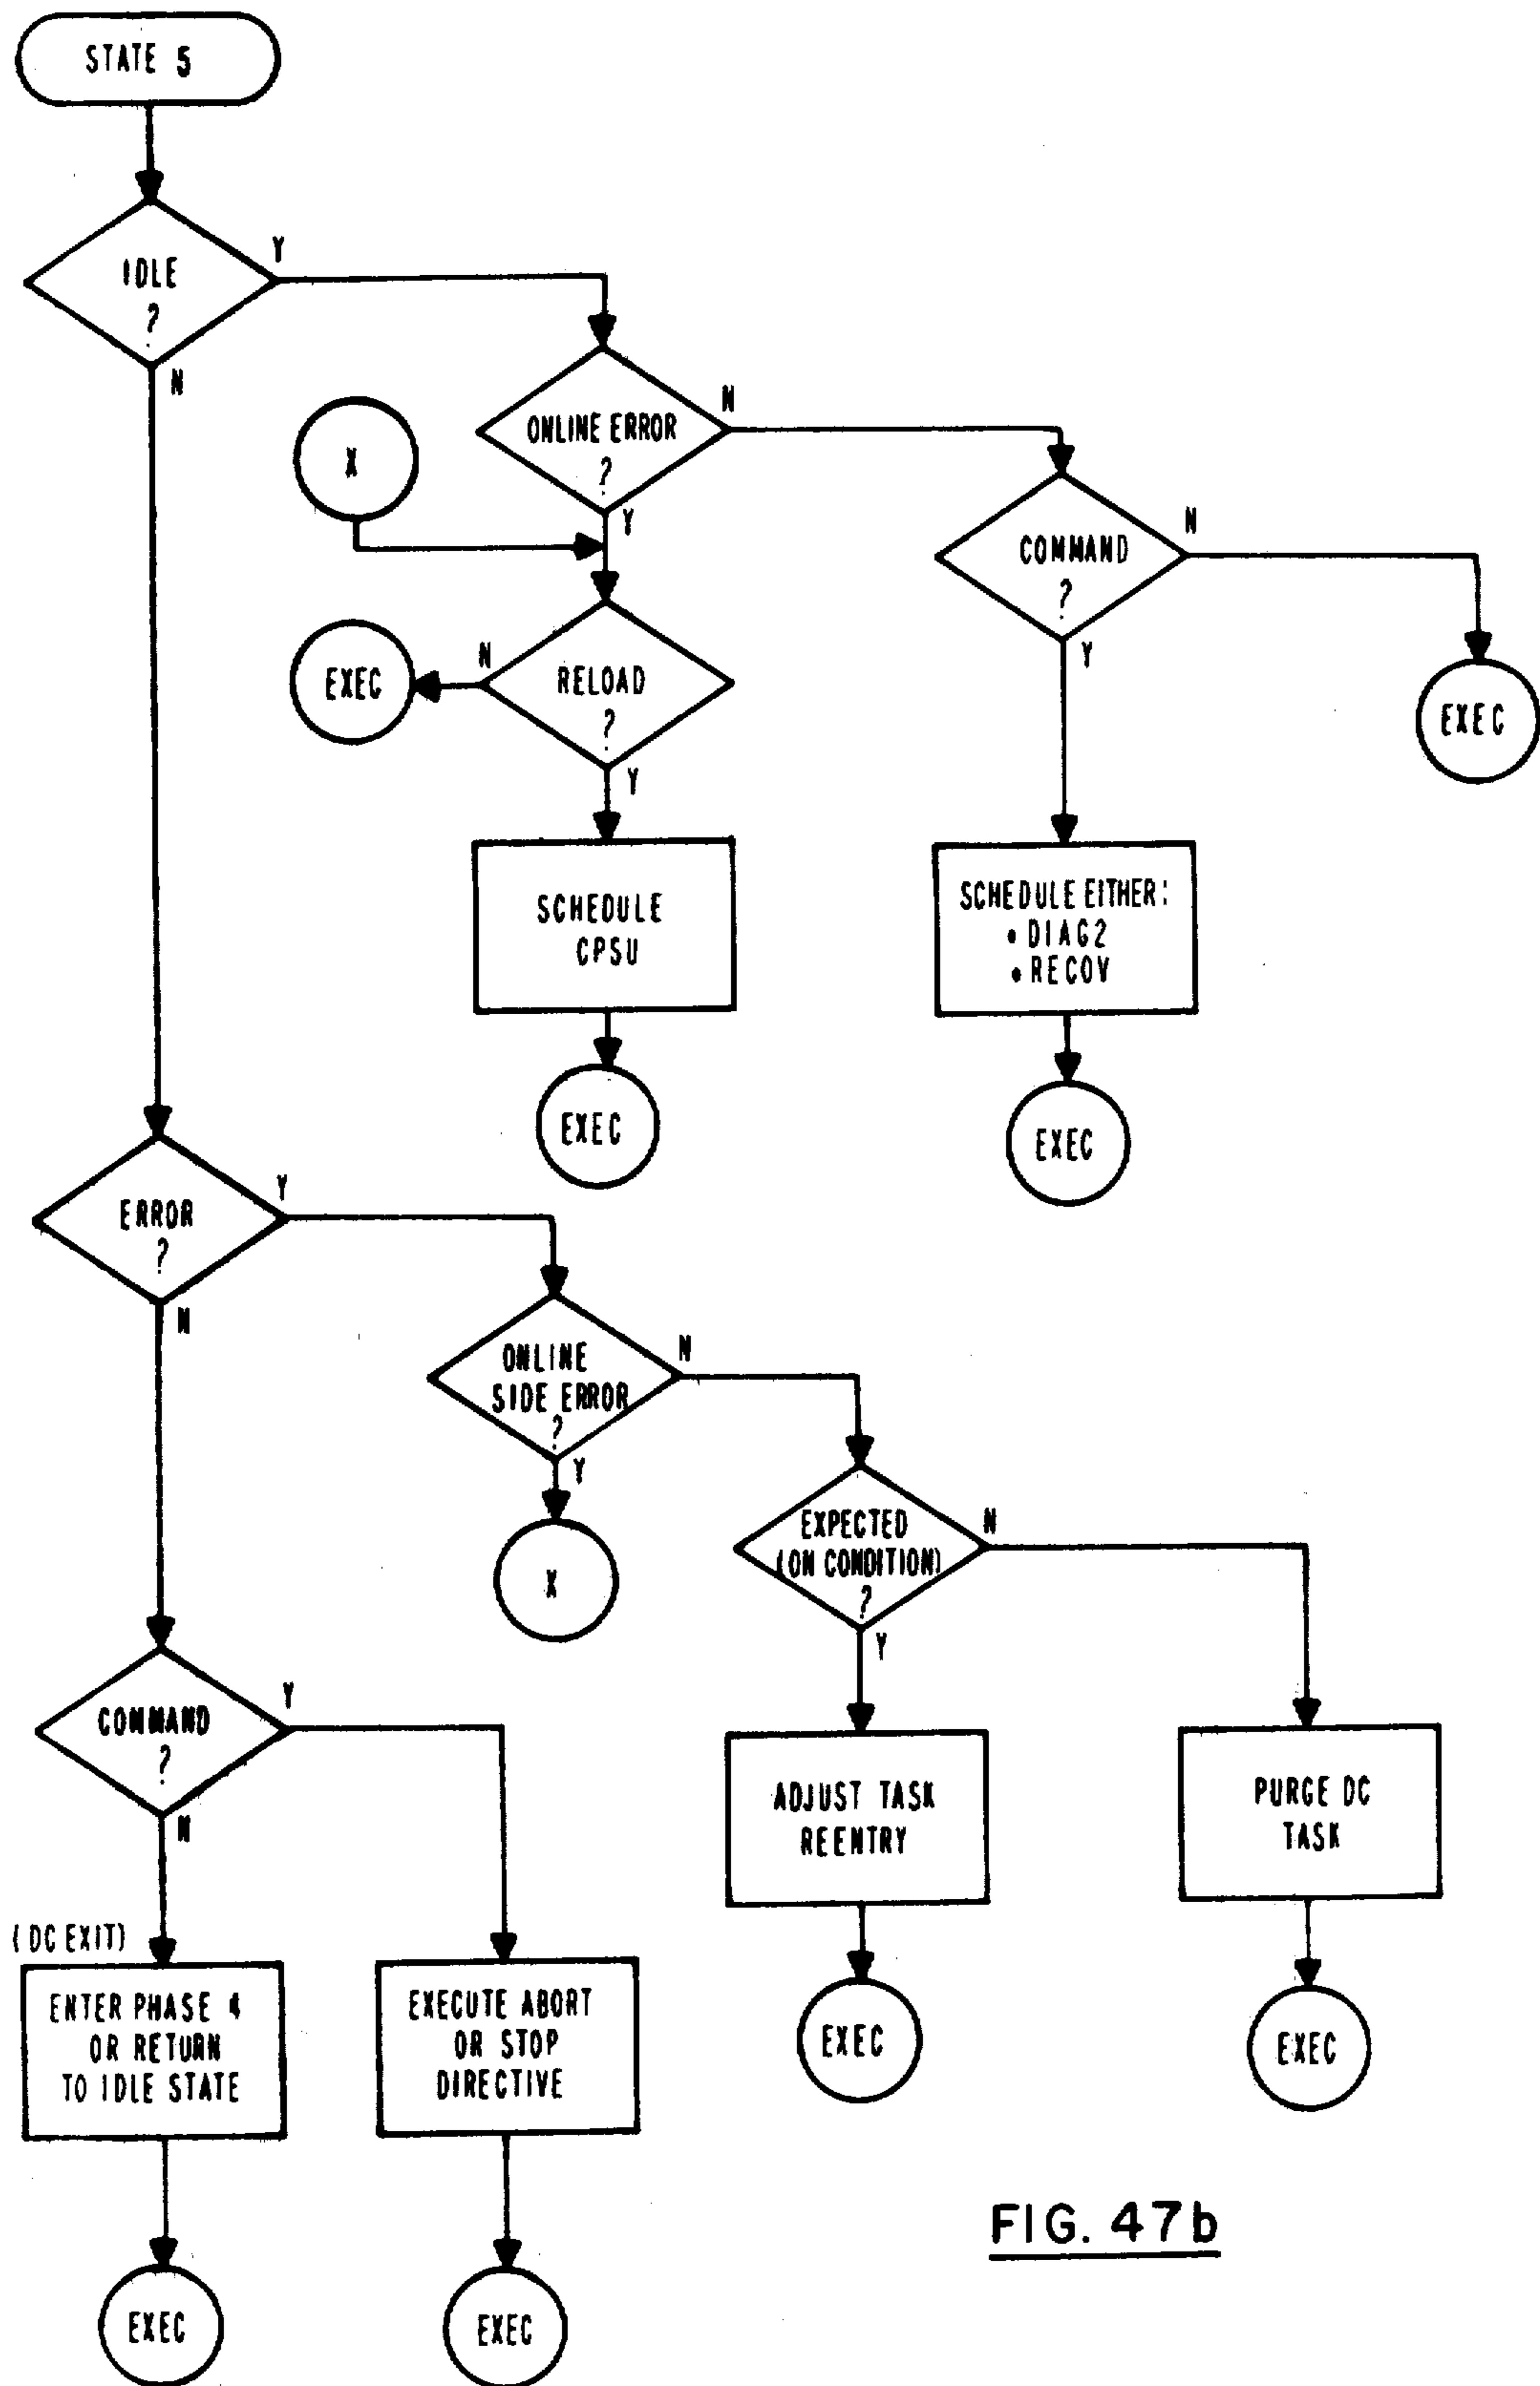 STATE 5
IDLE
?
Y
N
ONLINE ERROR
?
N
Y
X
COMMAND
?
N
Y
EXEC
RELOAD
?
N
Y
EXEC
SCHEDULE
CPSU
SCHEDULE EITHER:
• DIAG2
• RECOV
EXEC
EXEC
ERROR
?
Y
N
ONLINE
SIDE ERROR
?
N
Y
X
EXPECTED
(ON CONDITION)
?
N
Y
COMMAND
?
Y
N
ADJUST TASK
REENTRY
PURGE DC
TASK
(DC EXIT)
ENTER PHASE 4
OR RETURN
TO IDLE STATE
EXECUTE ABORT
OR STOP
DIRECTIVE
EXEC
EXEC
EXEC
EXEC
FIG. 47b